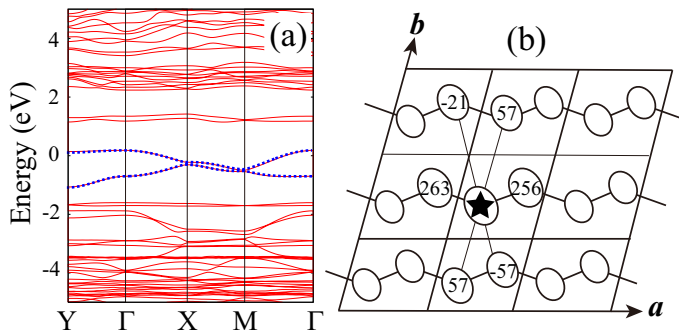 (a)
Energy (eV)
4
2
0
-2
-4
Y Γ X M Γ
(b)
b
-21 57
263 256
57 -57
a